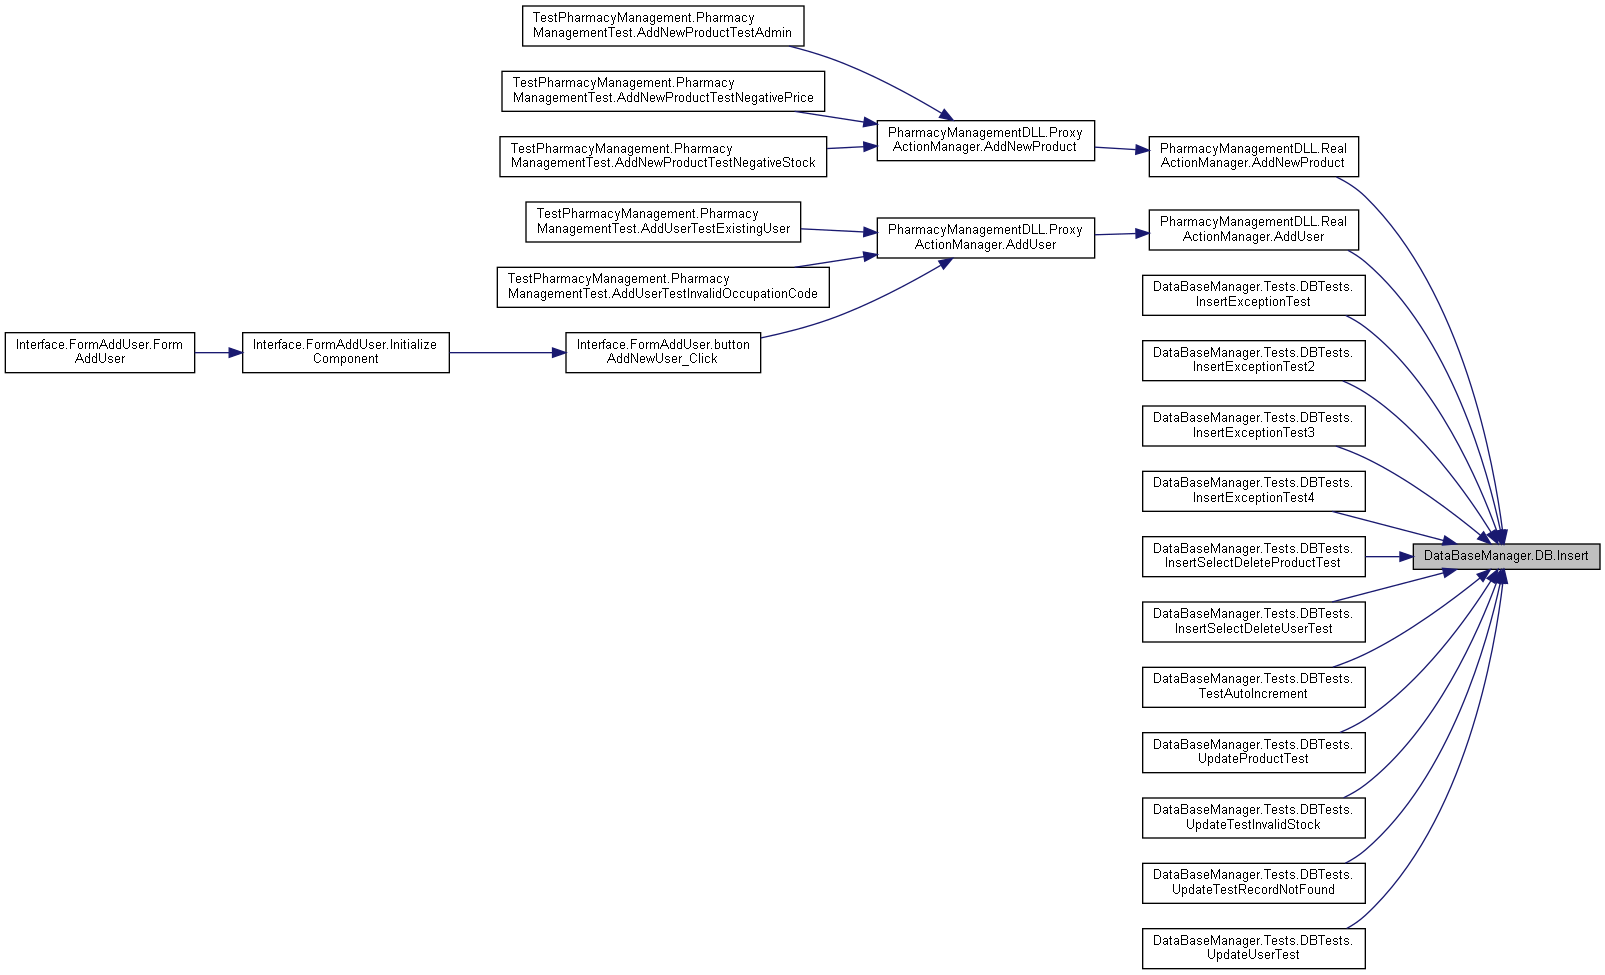 TestPharmacyManagement.Pharmacy
ManagementTest.AddNewProductTestAdmin
TestPharmacyManagement.Pharmacy
ManagementTest.AddNewProductTestNegativePrice
TestPharmacyManagement.Pharmacy
ManagementTest.AddNewProductTestNegativeStock
PharmacyManagementDLL.Proxy
ActionManager.AddNewProduct
PharmacyManagementDLL.Real
ActionManager.AddNewProduct
TestPharmacyManagement.Pharmacy
ManagementTest.AddUserTestExistingUser
TestPharmacyManagement.Pharmacy
ManagementTest.AddUserTestInvalidOccupationCode
PharmacyManagementDLL.Proxy
ActionManager.AddUser
PharmacyManagementDLL.Real
ActionManager.AddUser
Interface.FormAddUser.Form
AddUser
Interface.FormAddUser.Initialize
Component
Interface.FormAddUser.button
AddNewUser_Click
DataBaseManager.Tests.DBTests.
InsertExceptionTest
DataBaseManager.Tests.DBTests.
InsertExceptionTest2
DataBaseManager.Tests.DBTests.
InsertExceptionTest3
DataBaseManager.Tests.DBTests.
InsertExceptionTest4
DataBaseManager.Tests.DBTests.
InsertSelectDeleteProductTest
DataBaseManager.DB.Insert
DataBaseManager.Tests.DBTests.
InsertSelectDeleteUserTest
DataBaseManager.Tests.DBTests.
TestAutoIncrement
DataBaseManager.Tests.DBTests.
UpdateProductTest
DataBaseManager.Tests.DBTests.
UpdateTestInvalidStock
DataBaseManager.Tests.DBTests.
UpdateTestRecordNotFound
DataBaseManager.Tests.DBTests.
UpdateUserTest